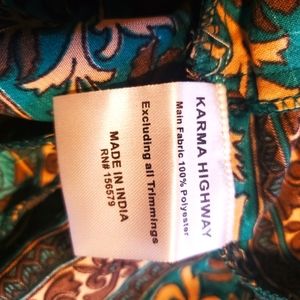 KARMA HIGHWAY
Main Fabric 100% Polyester
Excluding all Trimmings
MADE IN INDIA
RN# 156579